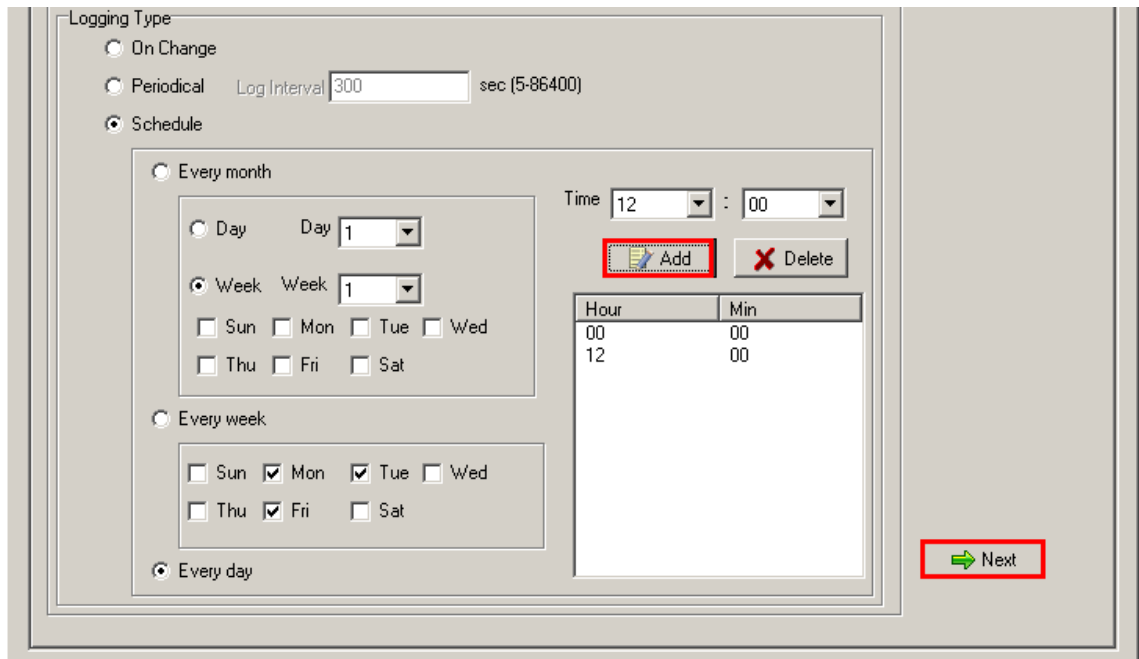 Logging Type
On Change
Periodical Log Interval 300 sec (5-86400)
Schedule
Every month
Day Day 1
Week Week 1
Sun Mon Tue Wed
Thu Fri Sat
Every week
Sun Mon Tue Wed
Thu Fri Sat
Every day
Time 12 : 00
Add Delete
Hour Min
00 00
12 00
Next